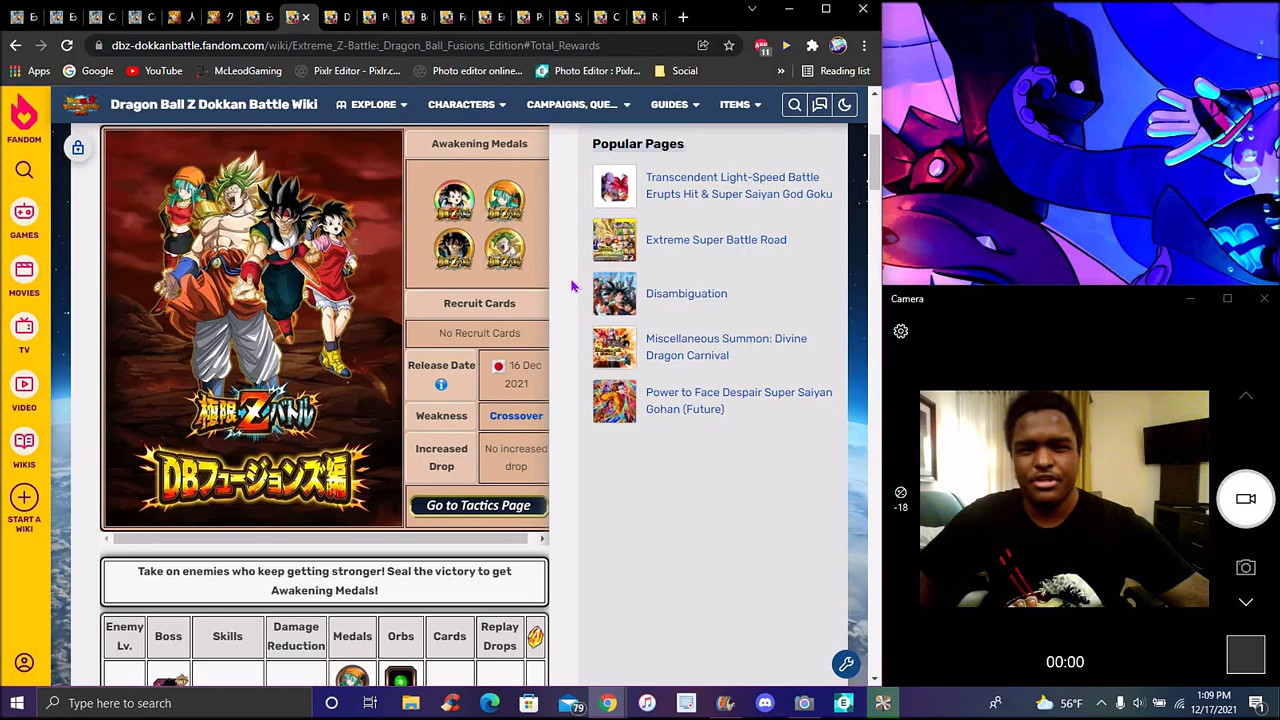 dbz-dokkanbattle.fandom.com/wiki/Extreme_Z-Battle:_Dragon_Ball_Fusions_Edition#Total_Rewards
11
Apps
Google
YouTube
McLeodGaming
Pixlr Editor - Pixlr.c...
Photo editor online...
Photo Editor : Pixlr...
Social
»
Reading list
FANDOM
GAMES
MOVIES
TV
VIDEO
WIKIS
START A
WIKI
Dragon Ball Z Dokkan Battle Wiki
EXPLORE
CHARACTERS
CAMPAIGNS, QUE...
GUIDES
ITEMS
極限Zバトル
DBフュージョンズ編
Awakening Medals
Recruit Cards
No Recruit Cards
Release Date
16 Dec
2021
Weakness
Crossover
Increased
Drop
No increased
drop
Go to Tactics Page
Take on enemies who keep getting stronger! Seal the victory to get
Awakening Medals!
Enemy
Lv.
Boss
Skills
Damage
Reduction
Medals
Orbs
Cards
Replay
Drops
Popular Pages
Transcendent Light-Speed Battle
Erupts Hit & Super Saiyan God Goku
Extreme Super Battle Road
Disambiguation
Miscellaneous Summon: Divine
Dragon Carnival
Power to Face Despair Super Saiyan
Gohan (Future)
Camera
-18
00:00
Type here to search
79
56°F
1:09 PM
12/17/2021
1